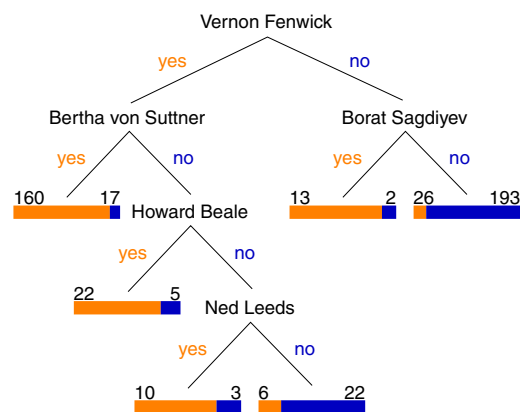 Vernon Fenwick
yes no
Bertha von Suttner Borat Sagdiyev
yes no yes no
160 17 13 2 26 193
Howard Beale
yes no
22 5
Ned Leeds
yes no
10 3 6 22